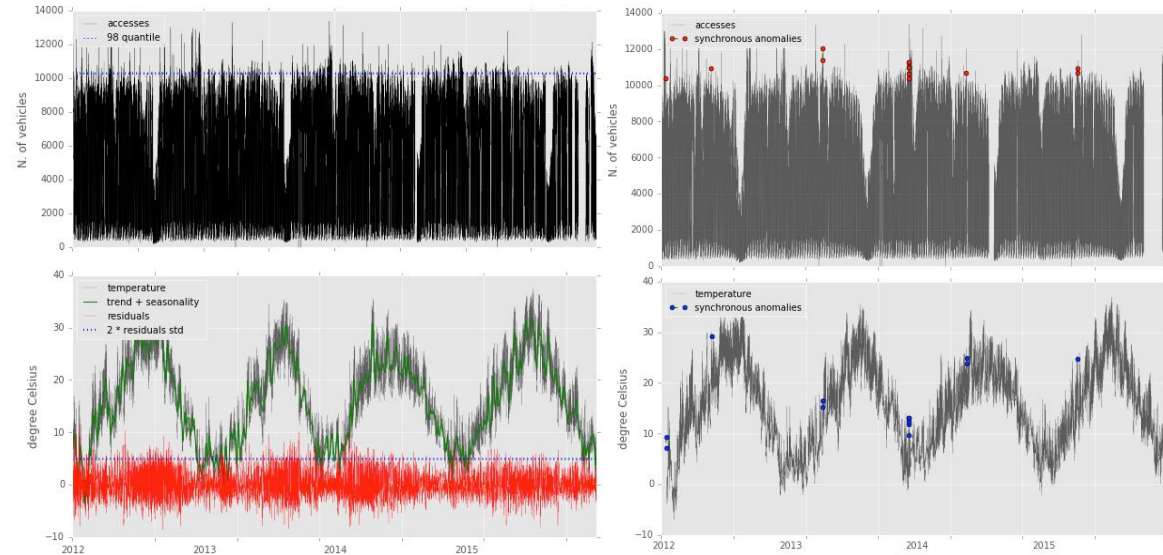 14000
12000
10000
8000
6000
4000
2000
0
N. of vehicles
accesses
98 quantile
14000
12000
10000
8000
6000
4000
2000
0
N. of vehicles
accesses
synchronous anomalies
40
30
20
10
0
−10
degree Celsius
temperature
trend + seasonality
residuals
2 * residuals std
2012
2013
2014
2015
40
30
20
10
0
−10
degree Celsius
temperature
synchronous anomalies
2012
2013
2014
2015